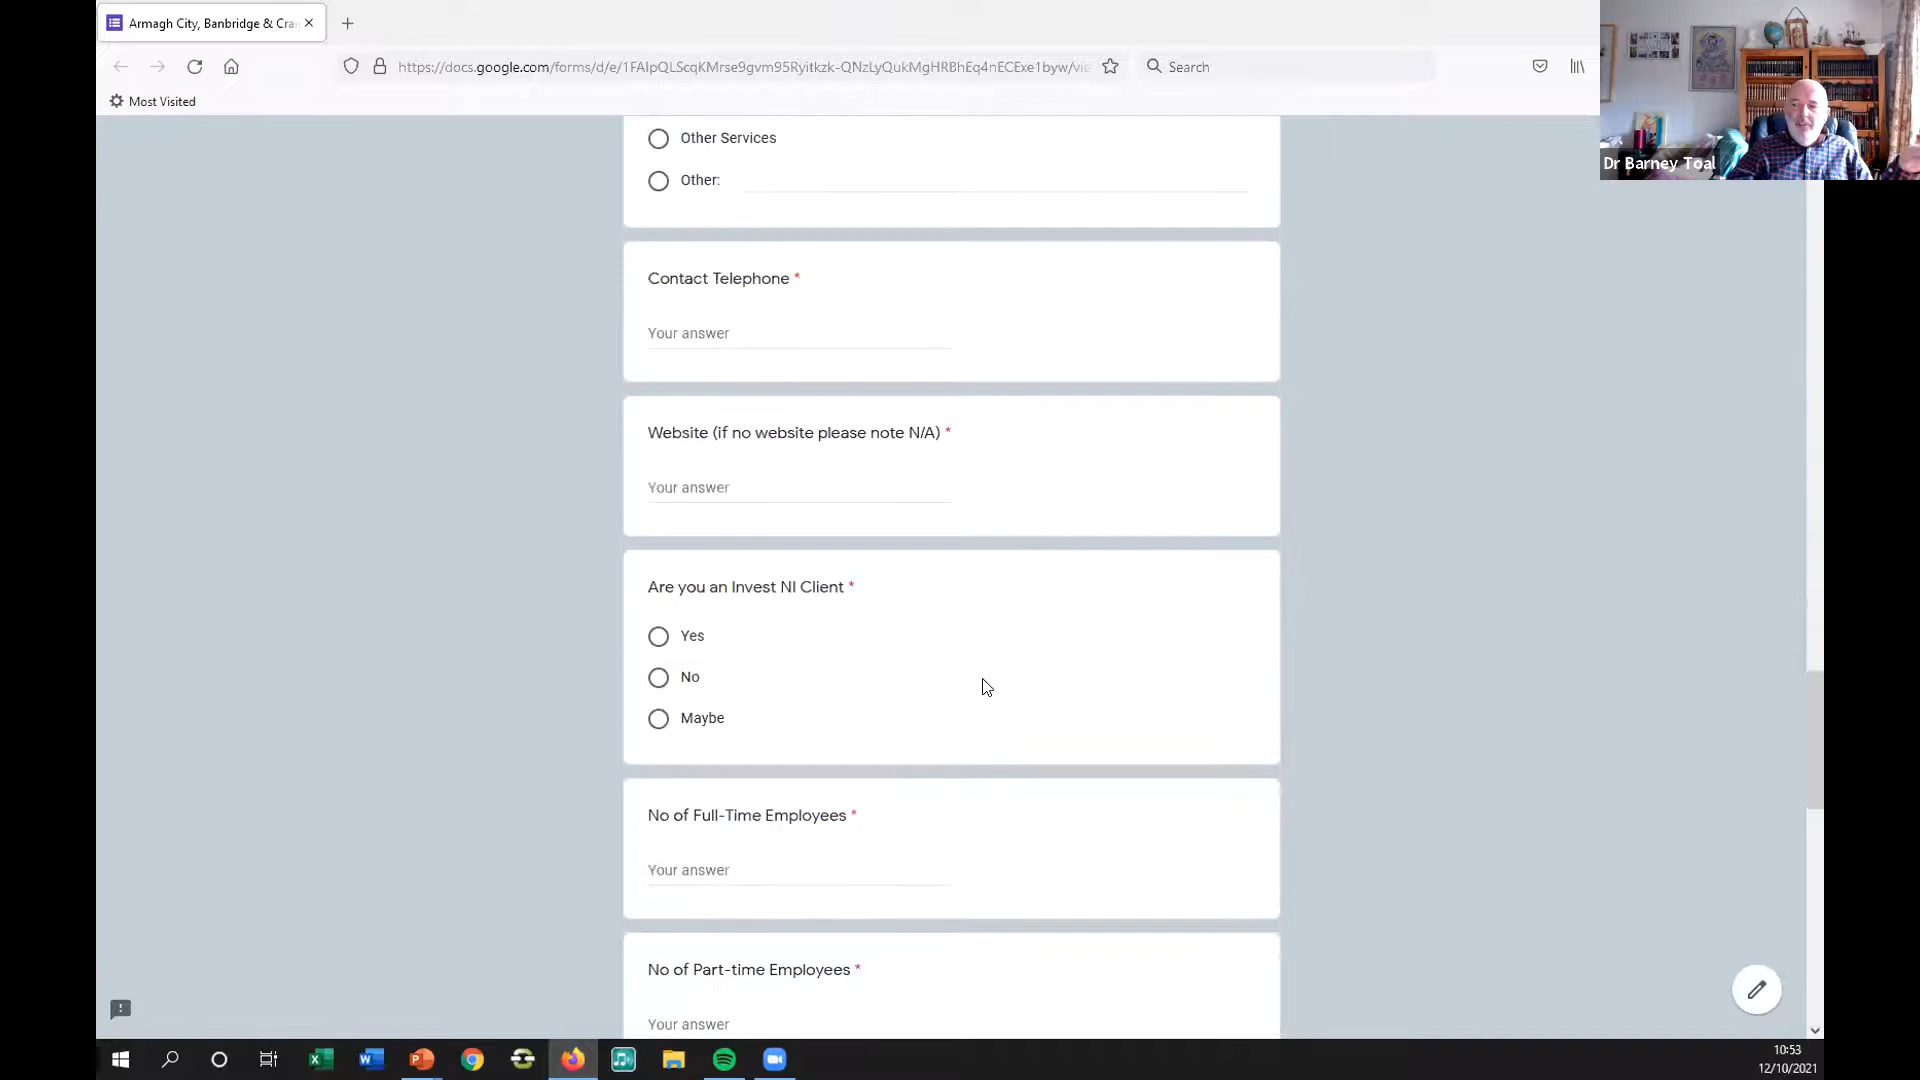 Armagh City, Banbridge & Cra
https://docs.google.com/forms/d/e/1FAIpQLScqKMrse9gvm95Ryitkzk-QNzLyQukMgHRBhEq4nECExe1byw/vie
Search
Most Visited
Dr Barney Toal
Other Services
Other:
Contact Telephone *
Your answer
Website (if no website please note N/A) *
Your answer
Are you an Invest NI Client *
Yes
No
Maybe
No of Full-Time Employees *
Your answer
No of Part-time Employees *
Your answer
10:53
12/10/2021